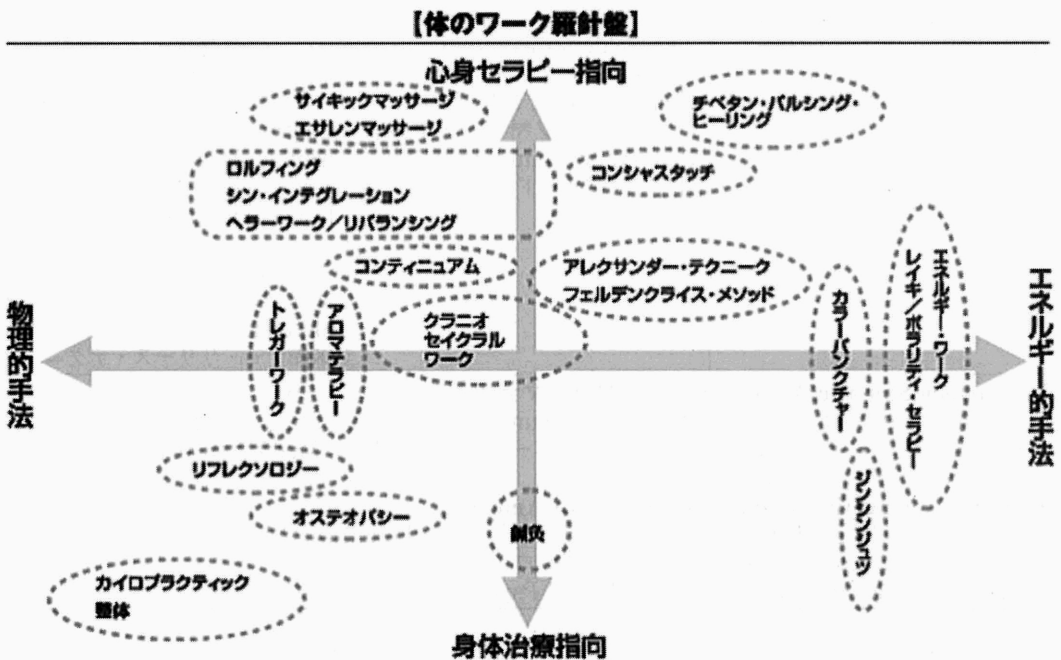 【体のワーク羅針盤】
心身セラピー指向
サイキックマッサージ
エサレンマッサージ
チベタン・パルシング・
ヒーリング
ロルフィング
シン・インテグレーション
ヘラーワーク／リバランシング
コンシャスタッチ
コンティニュアム
アレクサンダー・テクニーク
フェルデンクライス・メソッド
物理的手法
トレガーワーク
アロマテラピー
クラニオ
セイクラル
ワーク
カラーパンクチャー
エネルギー・ワーク
レイキ／ポラリティ・セラピー
エネルギー的手法
リフレクソロジー
オステオパシー
鍼灸
ジンシンジュツ
カイロプラクティック
整体
身体治療指向